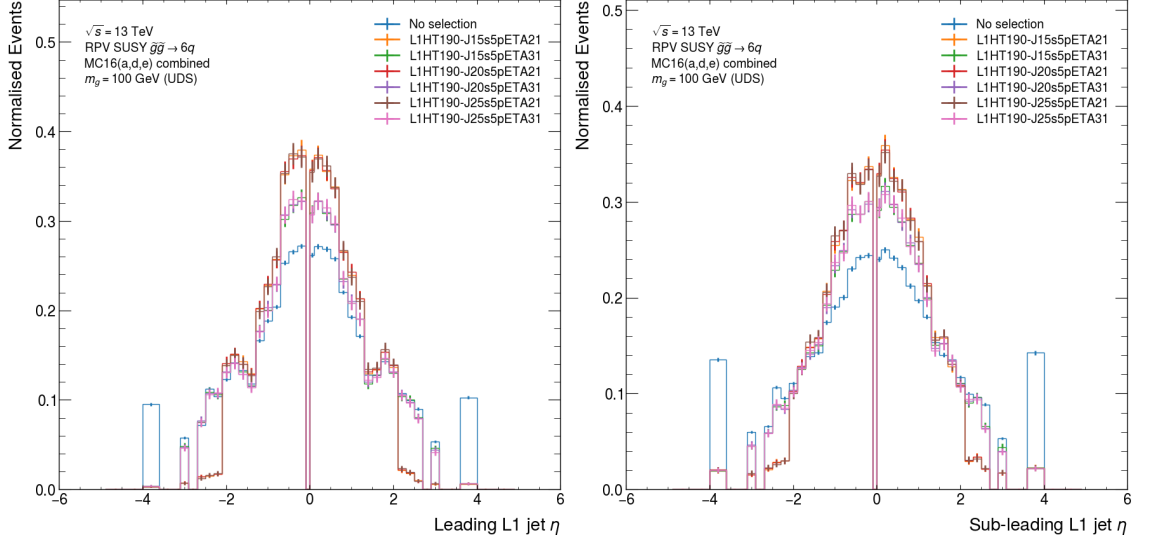 Normalised Events
√s = 13 TeV
RPV SUSY g̃g̃ → 6q
MC16(a,d,e) combined
m_g = 100 GeV (UDS)
No selection
L1HT190-J15s5pETA21
L1HT190-J15s5pETA31
L1HT190-J20s5pETA21
L1HT190-J20s5pETA31
L1HT190-J25s5pETA21
L1HT190-J25s5pETA31
0.5
0.4
0.3
0.2
0.1
0.0
−6 −4 −2 0 2 4 6
Leading L1 jet η
Normalised Events
√s = 13 TeV
RPV SUSY g̃g̃ → 6q
MC16(a,d,e) combined
m_g = 100 GeV (UDS)
No selection
L1HT190-J15s5pETA21
L1HT190-J15s5pETA31
L1HT190-J20s5pETA21
L1HT190-J20s5pETA31
L1HT190-J25s5pETA21
L1HT190-J25s5pETA31
0.5
0.4
0.3
0.2
0.1
0.0
−6 −4 −2 0 2 4 6
Sub-leading L1 jet η